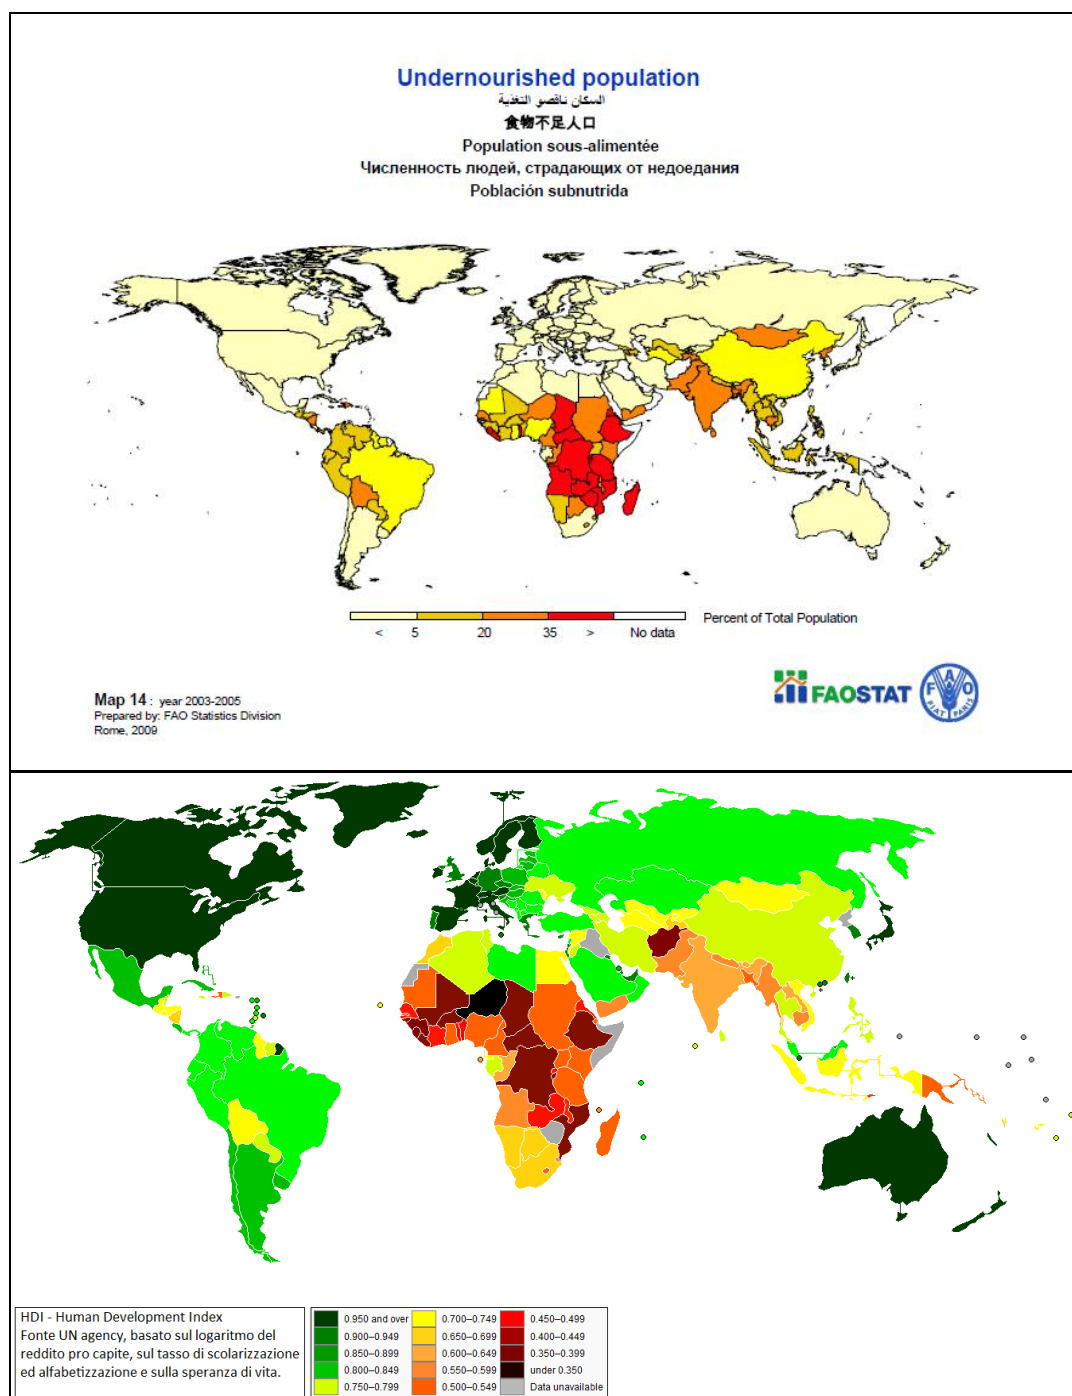 Undernourished population
السكان ناقصو التغذية
食物不足人口
Population sous-alimentée
Численность людей, страдающих от недоедания
Población subnutrida
< 5 20 35 > No data
Percent of Total Population
Map 14 : year 2003-2005
Prepared by: FAO Statistics Division
Rome, 2009
FAOSTAT
FAO
FIAT PANIS
HDI - Human Development Index
Fonte UN agency, basato sul logaritmo del
reddito pro capite, sul tasso di scolarizzazione
ed alfabetizzazione e sulla speranza di vita.
0.950 and over
0.900–0.949
0.850–0.899
0.800–0.849
0.750–0.799
0.700–0.749
0.650–0.699
0.600–0.649
0.550–0.599
0.500–0.549
0.450–0.499
0.400–0.449
0.350–0.399
under 0.350
Data unavailable